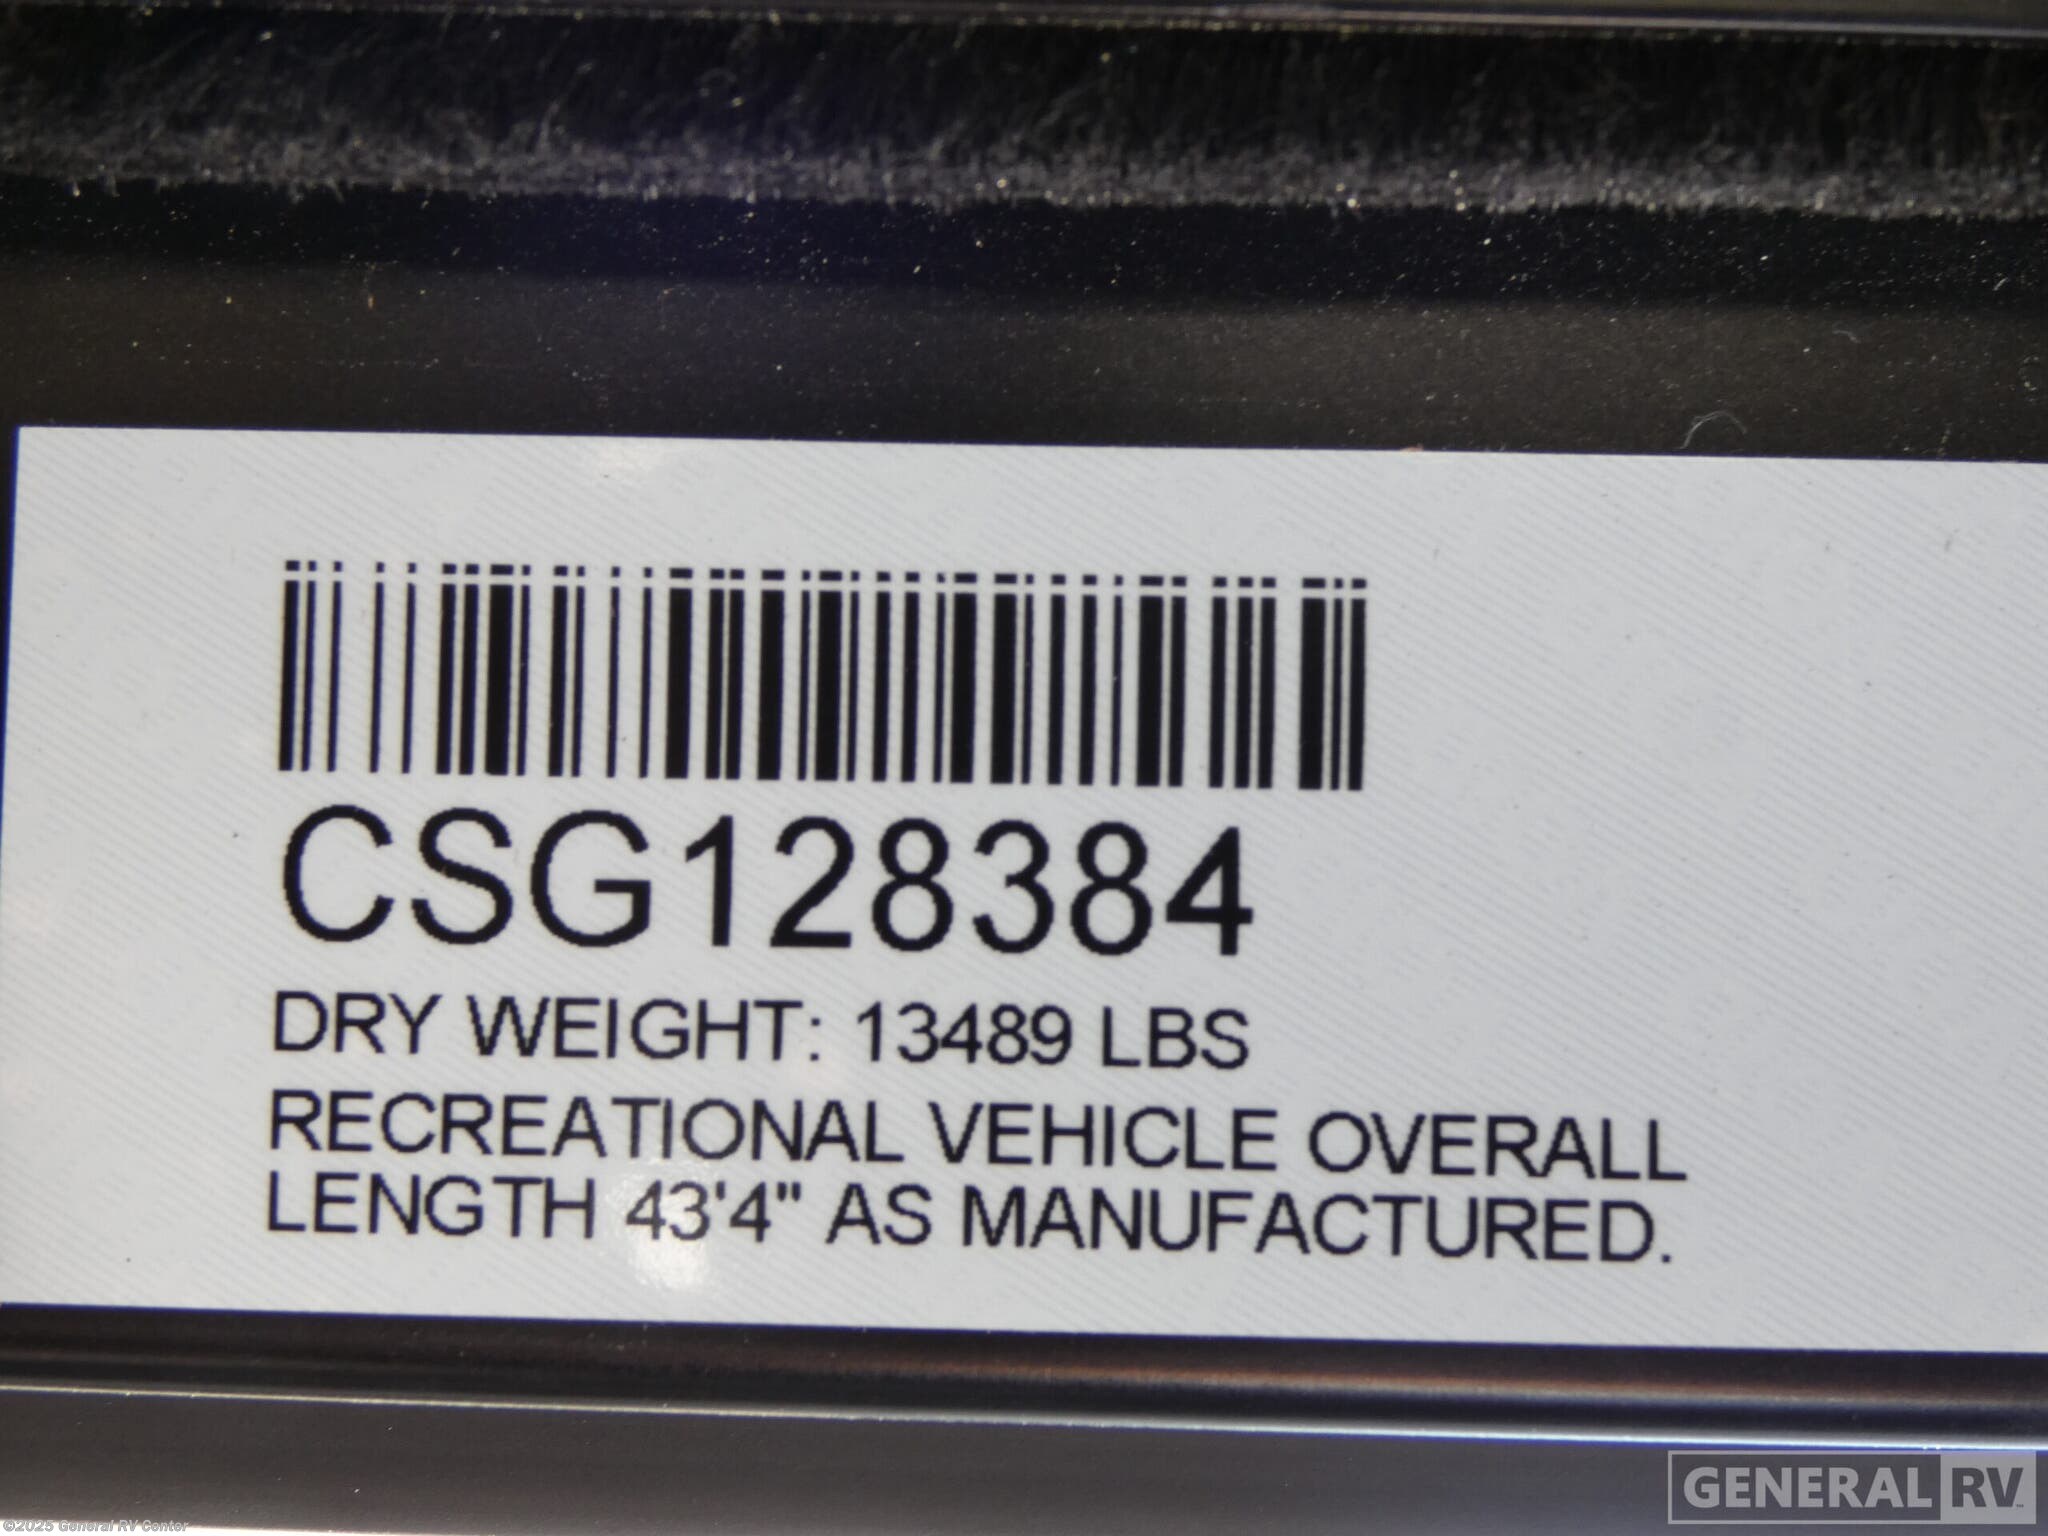 CSG128384
DRY WEIGHT: 13489 LBS
RECREATIONAL VEHICLE OVERALL
LENGTH 43'4" AS MANUFACTURED.
GENERAL RV
©2025 General RV Center